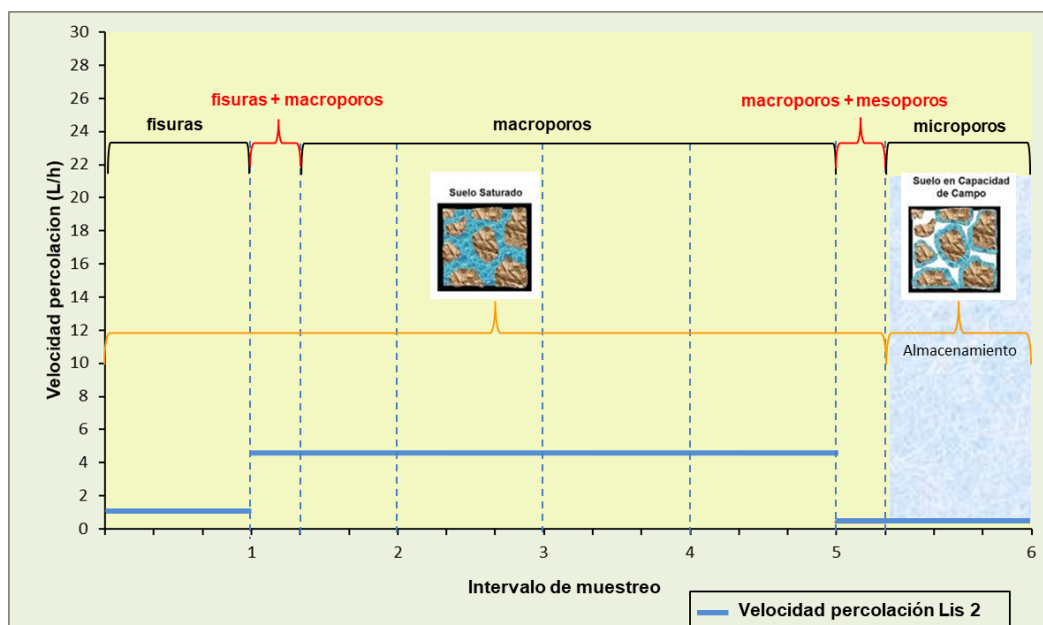 30
28
26
24
22
20
18
16
14
12
10
8
6
4
2
0
Velocidad percolacion (L/h)
fisuras + macroporos
macroporos + mesoporos
fisuras
macroporos
microporos
Suelo Saturado
Suelo en Capacidad
de Campo
Almacenamiento
1
2
3
4
5
6
Intervalo de muestreo
Velocidad percolación Lis 2